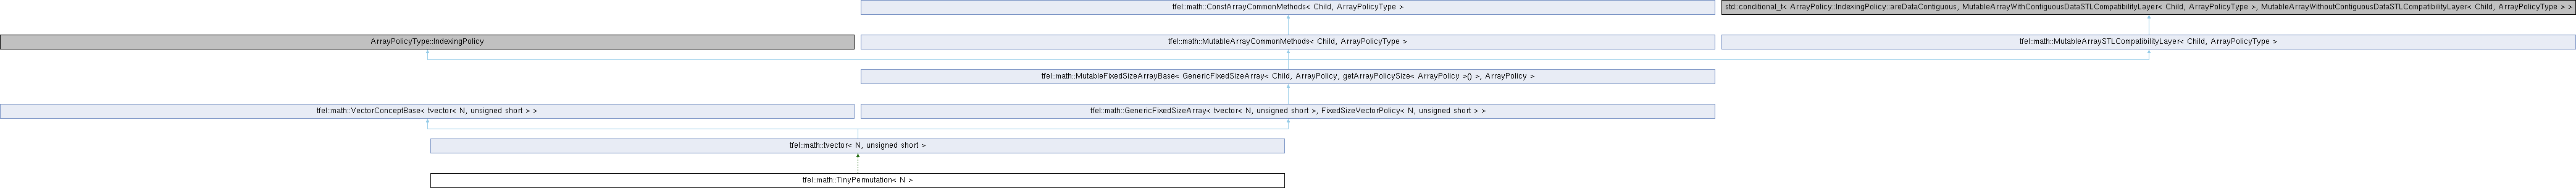 tfel::math::ConstArrayCommonMethods< Child, ArrayPolicyType >
std::conditional_t< ArrayPolicy::IndexingPolicy::areDataContiguous, MutableArrayWithContiguousDataSTLCompatibilityLayer< Child, ArrayPolicyType >, MutableArrayWithoutContiguousDataSTLCompatibilityLayer< Child, ArrayPolicyType > >
ArrayPolicyType::IndexingPolicy
tfel::math::MutableArrayCommonMethods< Child, ArrayPolicyType >
tfel::math::MutableArraySTLCompatibilityLayer< Child, ArrayPolicyType >
tfel::math::MutableFixedSizeArrayBase< GenericFixedSizeArray< Child, ArrayPolicy, getArrayPolicySize< ArrayPolicy >() >, ArrayPolicy >
tfel::math::VectorConceptBase< tvector< N, unsigned short > >
tfel::math::GenericFixedSizeArray< tvector< N, unsigned short >, FixedSizeVectorPolicy< N, unsigned short > >
tfel::math::tvector< N, unsigned short >
tfel::math::TinyPermutation< N >